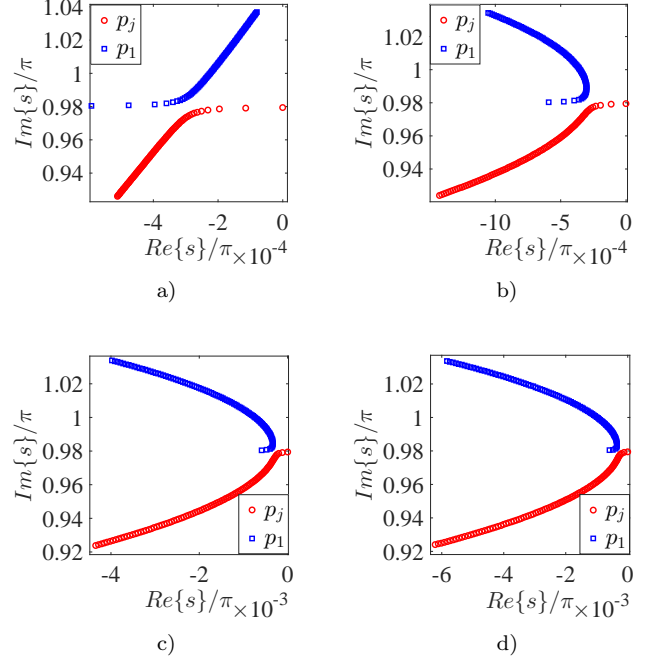 1.04
1.02
1
0.98
0.96
0.94
Im{s}/π
p_j
p_1
-4
-2
0
Re{s}/π
×10^-4
a)
1.02
1
0.98
0.96
0.94
Im{s}/π
p_j
p_1
-10
-5
0
Re{s}/π
×10^-4
b)
1.02
1
0.98
0.96
0.94
0.92
Im{s}/π
p_j
p_1
-4
-2
0
Re{s}/π
×10^-3
c)
1.02
1
0.98
0.96
0.94
0.92
Im{s}/π
p_j
p_1
-6
-4
-2
0
Re{s}/π
×10^-3
d)